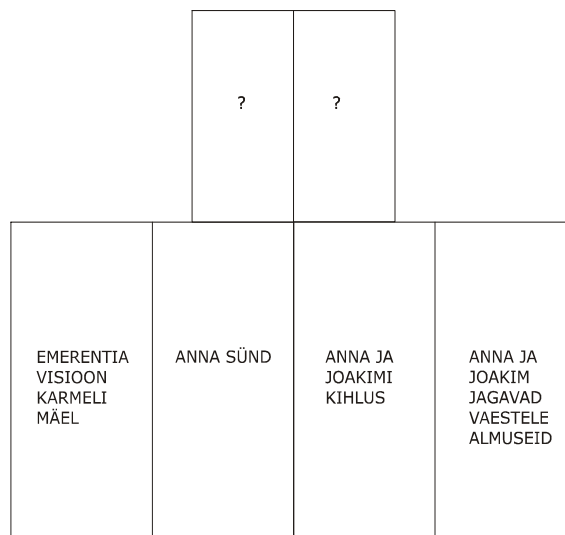 ?
?
EMERENTIA
VISIOON
KARMELI
MÄEL
ANNA SÜND
ANNA JA
JOAKIMI
KIHLUS
ANNA JA
JOAKIM
JAGAVAD
VAESTELE
ALMUSEID